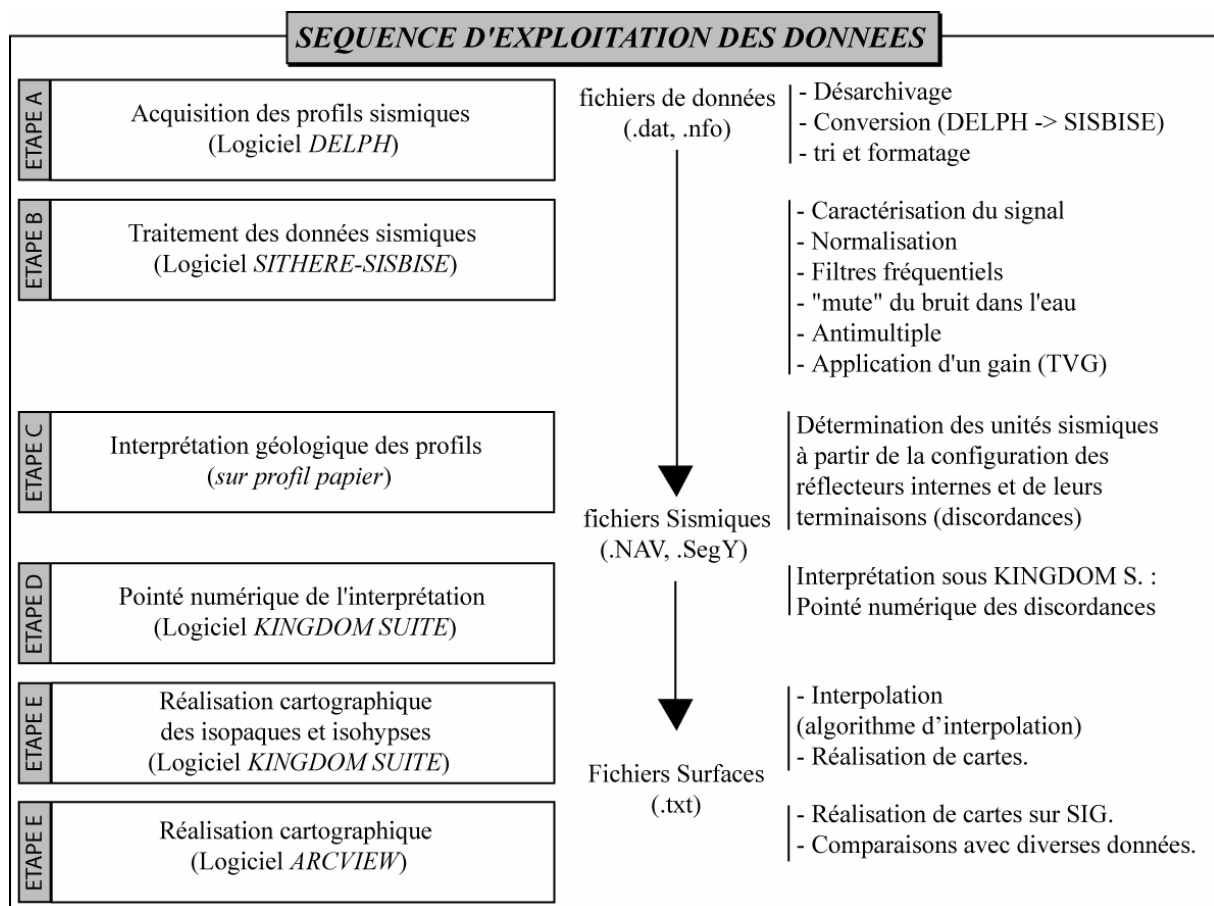 SEQUENCE D'EXPLOITATION DES DONNEES
ETAPE A
Acquisition des profils sismiques
(Logiciel DELPH)
fichiers de données
(.dat, .nfo)
- Désarchivage
- Conversion (DELPH -> SISBISE)
- tri et formatage
ETAPE B
Traitement des données sismiques
(Logiciel SITHERE-SISBISE)
- Caractérisation du signal
- Normalisation
- Filtres fréquentiels
- "mute" du bruit dans l'eau
- Antimultiple
- Application d'un gain (TVG)
ETAPE C
Interprétation géologique des profils
(sur profil papier)
Détermination des unités sismiques
à partir de la configuration des
réflecteurs internes et de leurs
terminaisons (discordances)
fichiers Sismiques
(.NAV, .SegY)
ETAPE D
Pointé numérique de l'interprétation
(Logiciel KINGDOM SUITE)
Interprétation sous KINGDOM S. :
Pointé numérique des discordances
ETAPE E
Réalisation cartographique
des isopaques et isohypses
(Logiciel KINGDOM SUITE)
- Interpolation
(algorithme d’interpolation)
- Réalisation de cartes.
Fichiers Surfaces
(.txt)
ETAPE E
Réalisation cartographique
(Logiciel ARCVIEW)
- Réalisation de cartes sur SIG.
- Comparaisons avec diverses données.